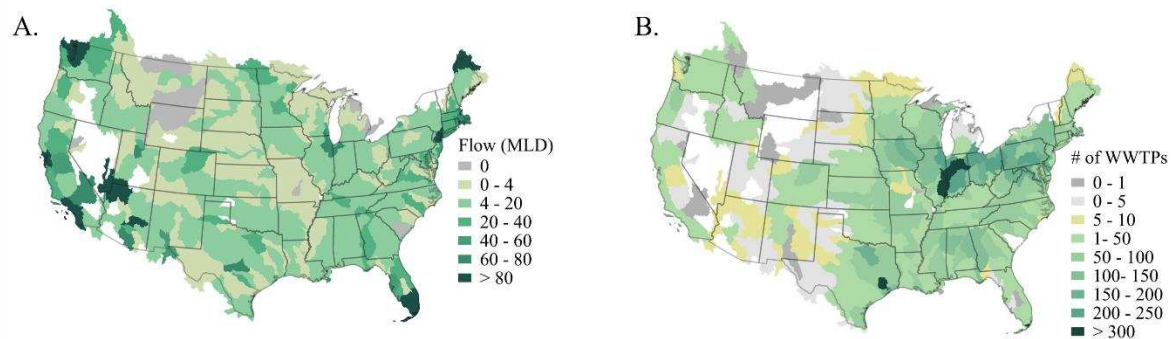 A.
Flow (MLD)
0
0 - 4
4 - 20
20 - 40
40 - 60
60 - 80
> 80
B.
# of WWTPs
0 - 1
0 - 5
5 - 10
1- 50
50 - 100
100- 150
150 - 200
200 - 250
> 300